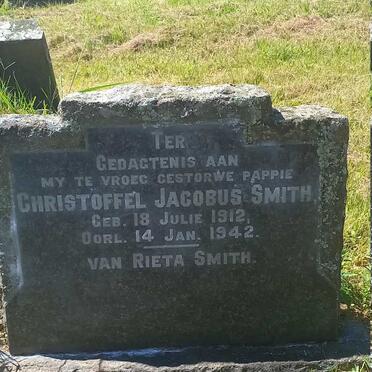 TER
GEDAGTENIS AAN
MY TE VROEG GESTORWE PAPPIE
CHRISTOFFEL JACOBUS SMITH,
GEB. 18 JULIE 1912,
OORL. 14 JAN. 1942.
VAN RIETA SMITH.